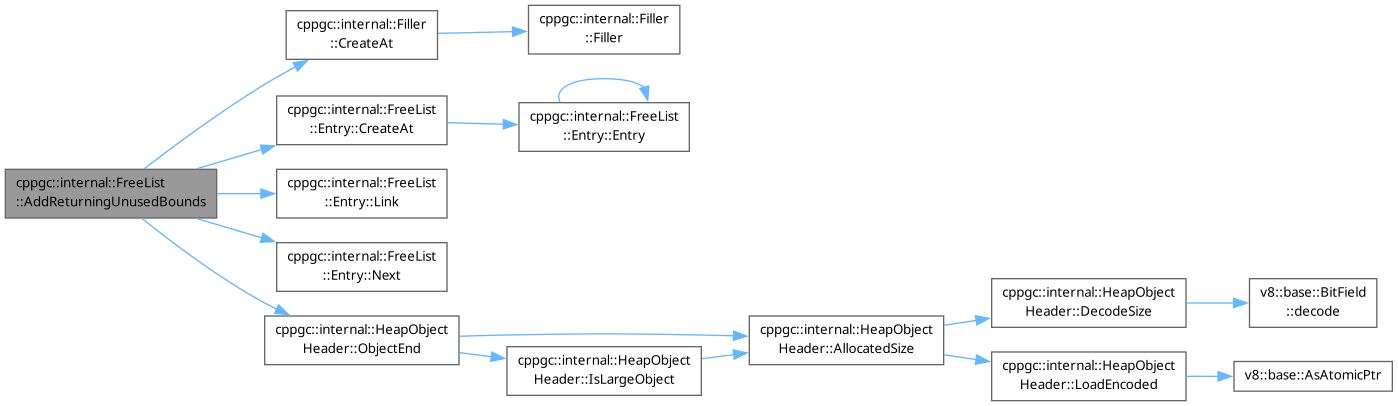 cppgc::internal::Filler
::CreateAt
cppgc::internal::Filler
::Filler
cppgc::internal::FreeList
::Entry::CreateAt
cppgc::internal::FreeList
::Entry::Entry
cppgc::internal::FreeList
::AddReturningUnusedBounds
cppgc::internal::FreeList
::Entry::Link
cppgc::internal::FreeList
::Entry::Next
cppgc::internal::HeapObject
Header::ObjectEnd
cppgc::internal::HeapObject
Header::IsLargeObject
cppgc::internal::HeapObject
Header::AllocatedSize
cppgc::internal::HeapObject
Header::DecodeSize
v8::base::BitField
::decode
cppgc::internal::HeapObject
Header::LoadEncoded
v8::base::AsAtomicPtr